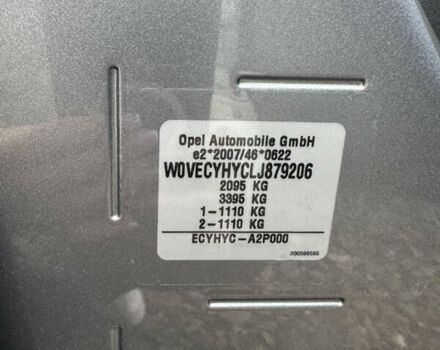 Opel Automobile GmbH
e2*2007/46*0622
W0VECYHYCLJ879206
2095 KG
3395 KG
1-1110 KG
2-1110 KG
ECYHYC-A2P000
200598595